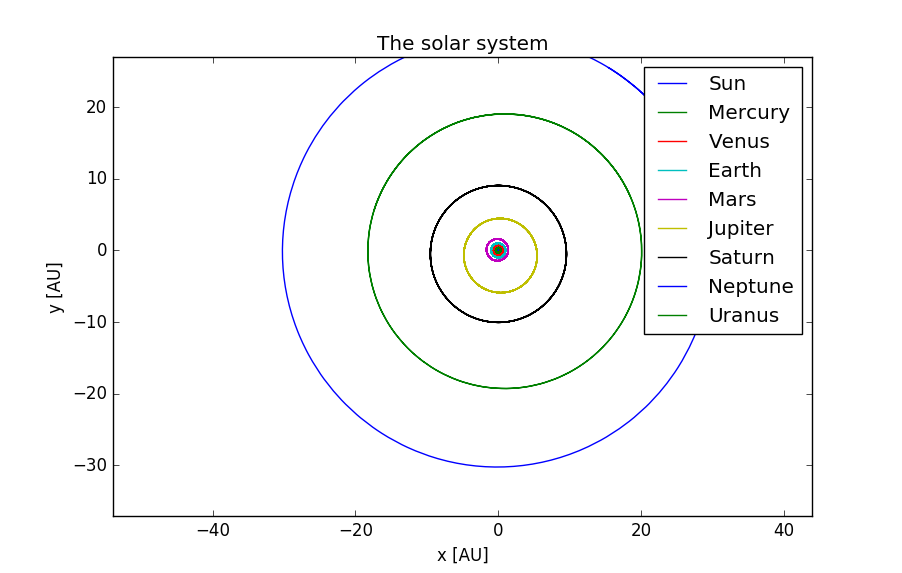 The solar system
Sun
Mercury
Venus
Earth
Mars
Jupiter
Saturn
Neptune
Uranus
20
10
0
−10
−20
−30
y [AU]
−40
−20
0
20
40
x [AU]